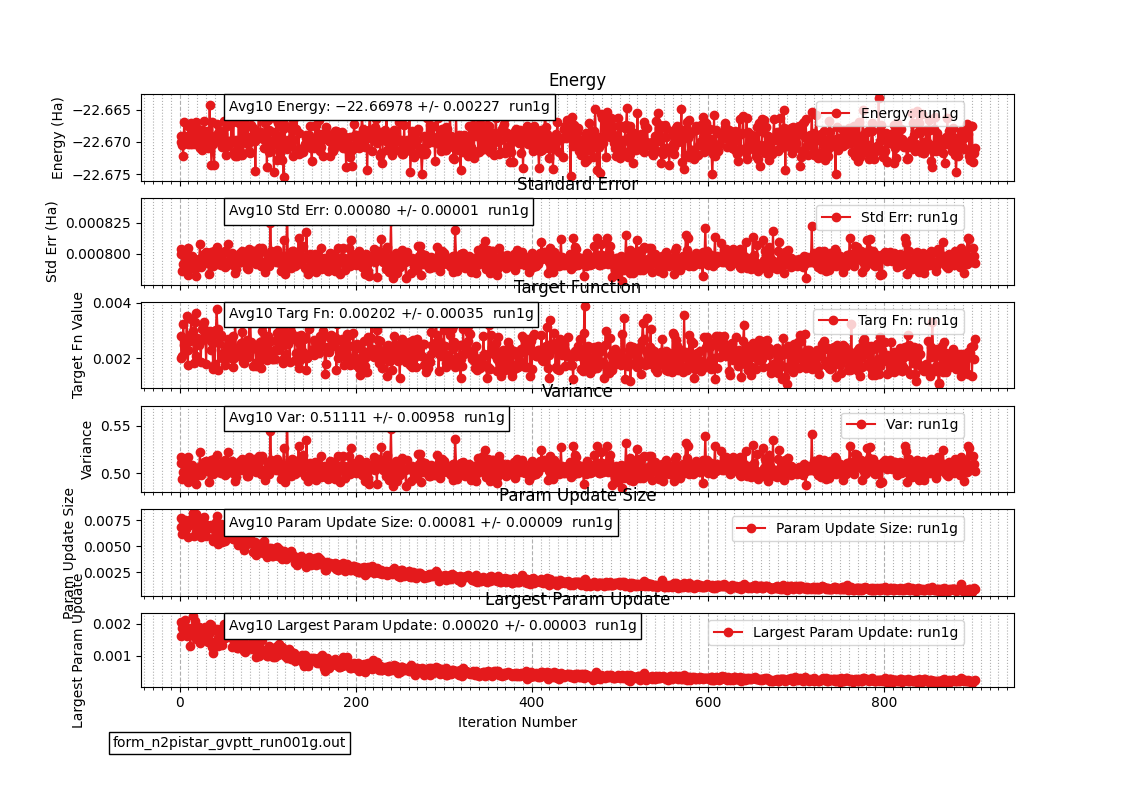 Energy
Energy (Ha)
−22.665
−22.670
−22.675
Avg10 Energy: −22.66978 +/- 0.00227 run1g
Energy: run1g
Standard Error
Std Err (Ha)
0.000825
0.000800
Avg10 Std Err: 0.00080 +/- 0.00001 run1g
Std Err: run1g
Target Function
Target Fn Value
0.004
0.002
Avg10 Targ Fn: 0.00202 +/- 0.00035 run1g
Targ Fn: run1g
Variance
Variance
0.55
0.50
Avg10 Var: 0.51111 +/- 0.00958 run1g
Var: run1g
Param Update Size
Param Update Size
0.0075
0.0050
0.0025
Avg10 Param Update Size: 0.00081 +/- 0.00009 run1g
Param Update Size: run1g
Largest Param Update
Largest Param Update
0.002
0.001
Avg10 Largest Param Update: 0.00020 +/- 0.00003 run1g
Largest Param Update: run1g
0 200 400 600 800
Iteration Number
form_n2pistar_gvptt_run001g.out